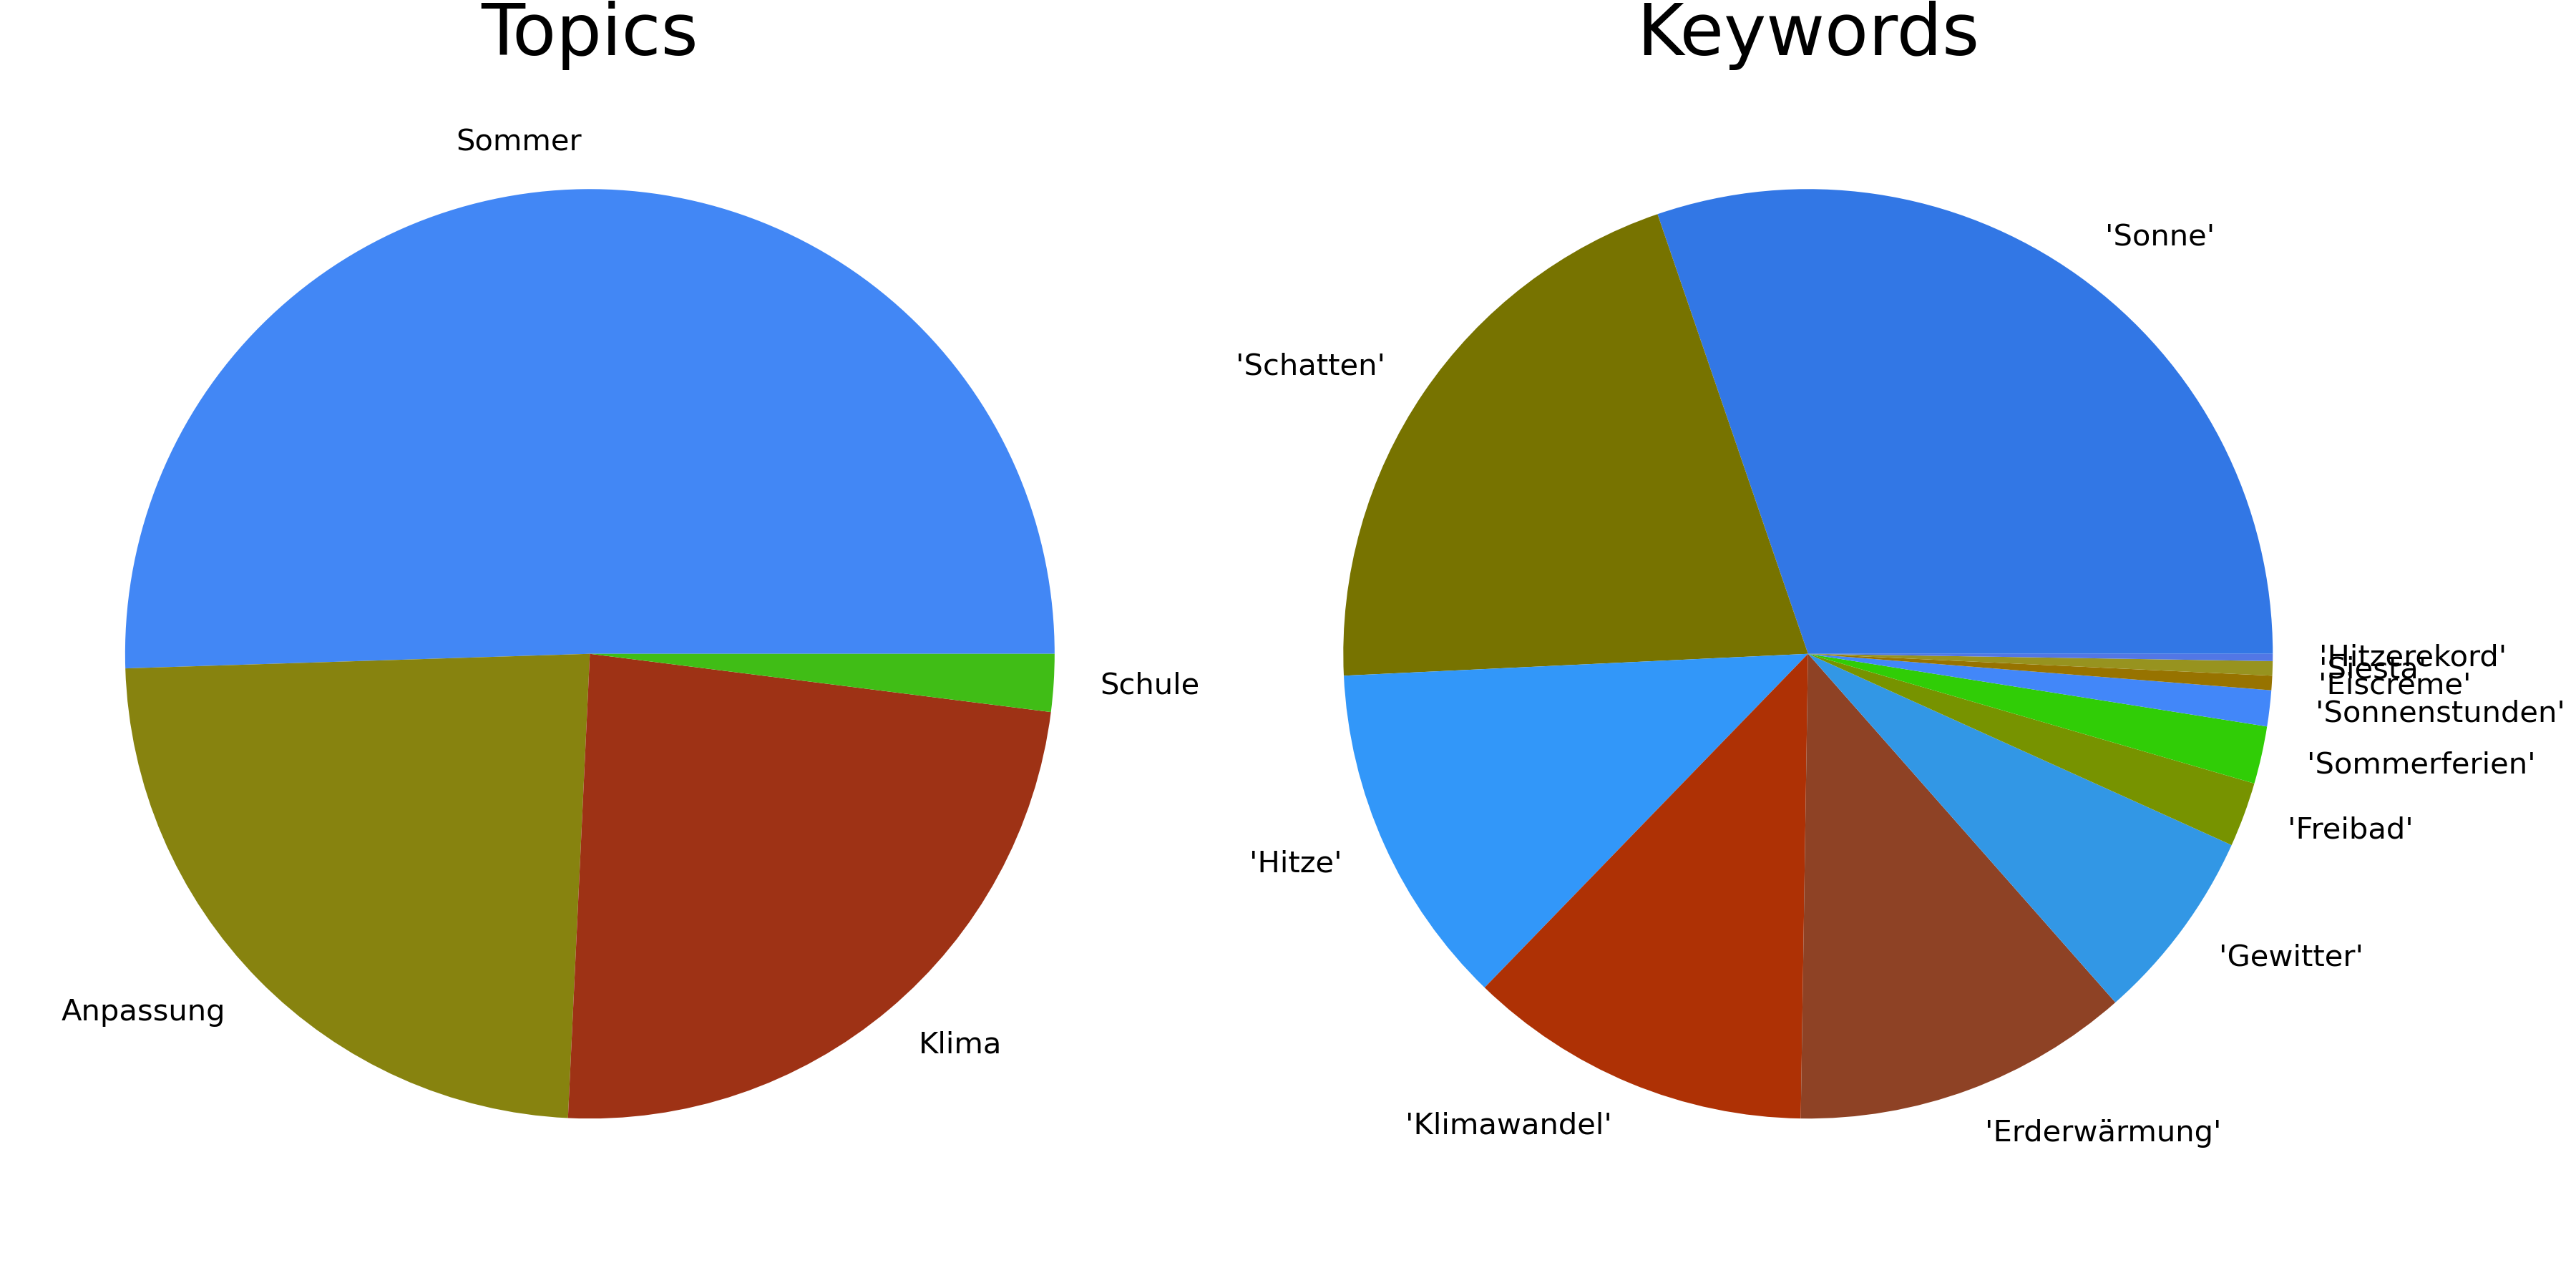 Topics
Sommer
Schule
Anpassung
Klima
Keywords
'Sonne'
'Schatten'
'Hitzerekord'
'Siesta'
'Eiscreme'
'Sonnenstunden'
'Sommerferien'
'Freibad'
'Hitze'
'Gewitter'
'Klimawandel'
'Erderwärmung'